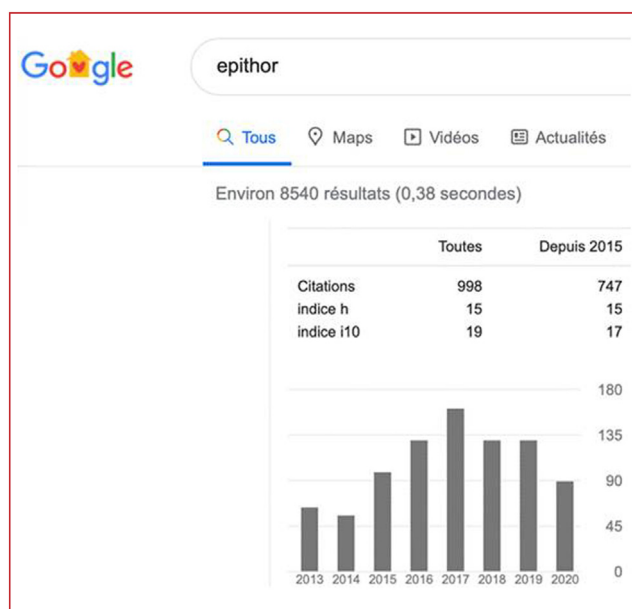 Google
epithor
Tous Maps Vidéos Actualités
Environ 8540 résultats (0,38 secondes)
Toutes Depuis 2015
Citations 998 747
indice h 15 15
indice i10 19 17
180
135
90
45
0
2013 2014 2015 2016 2017 2018 2019 2020